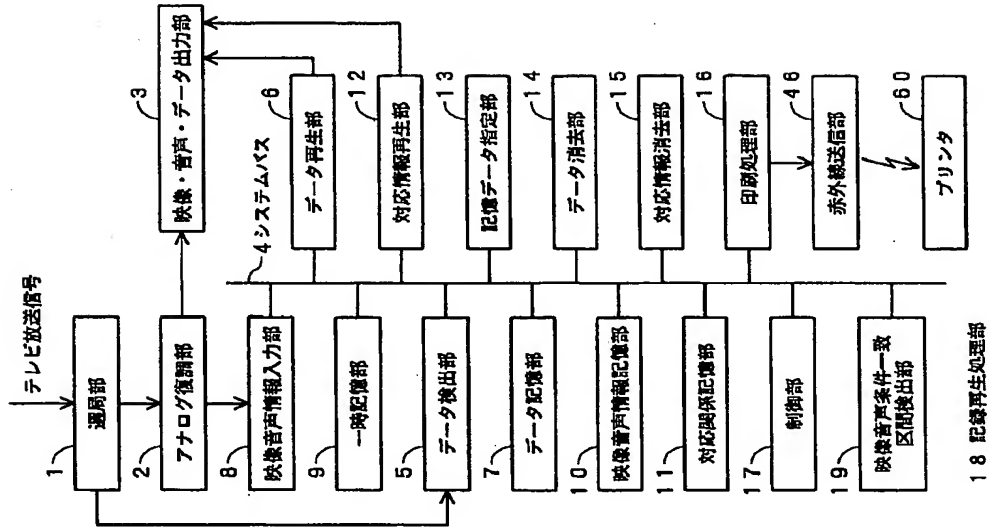 テレビ放送信号
1
選局部
2
アナログ復調部
3
映像・音声・データ出力部
4システムバス
8
映像音声情報入力部
9
一時記憶部
5
データ検出部
7
データ記憶部
10
映像音声情報記憶部
11
対応関係記憶部
17
制御部
19
映像音声条件一致
区間検出部
6
データ再生部
12
対応情報再生部
13
記憶データ指定部
14
データ消去部
15
対応情報消去部
16
印刷処理部
46
赤外線送信部
60
プリンタ
18 記録再生処理部